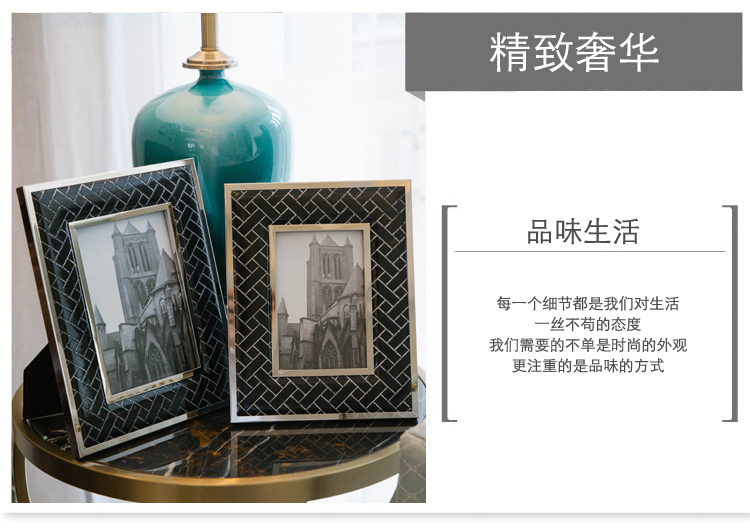 精致奢华
品味生活
每一个细节都是我们对生活
一丝不苟的态度
我们需要的不单是时尚的外观
更注重的是品味的方式